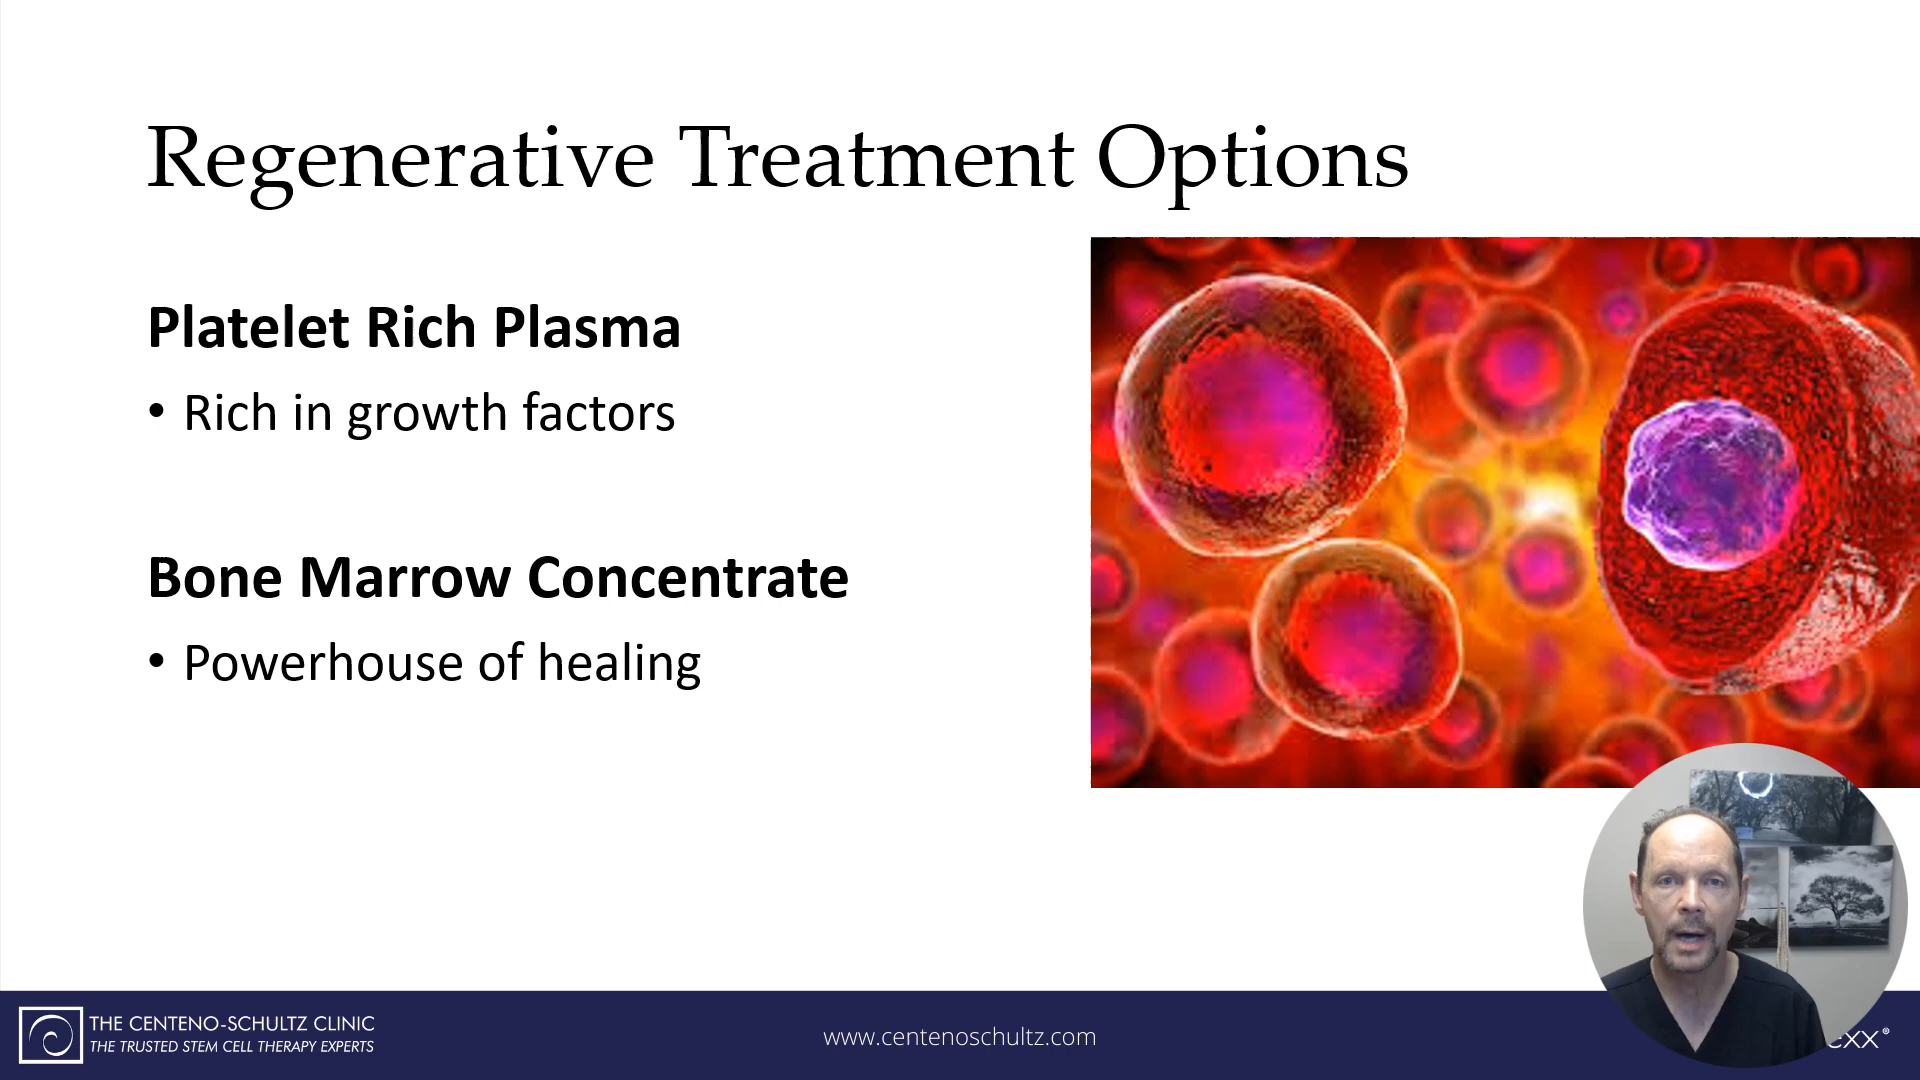 Regenerative Treatment Options
Platelet Rich Plasma
• Rich in growth factors
Bone Marrow Concentrate
• Powerhouse of healing
THE CENTENO-SCHULTZ CLINIC
THE TRUSTED STEM CELL THERAPY EXPERTS
www.centenoschultz.com